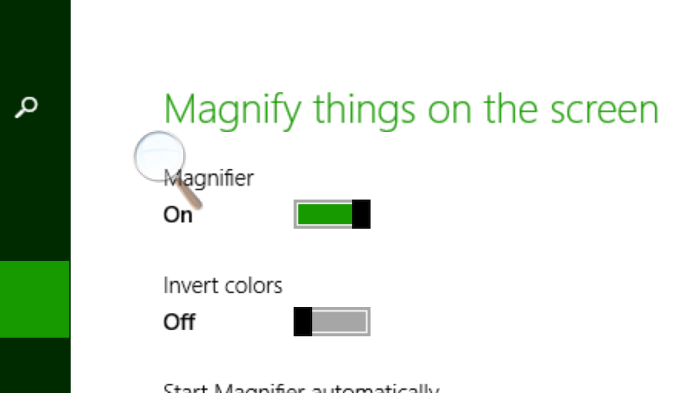 Magnify things on the screen
Magnifier
On
Invert colors
Off
Start Magnifier automatically